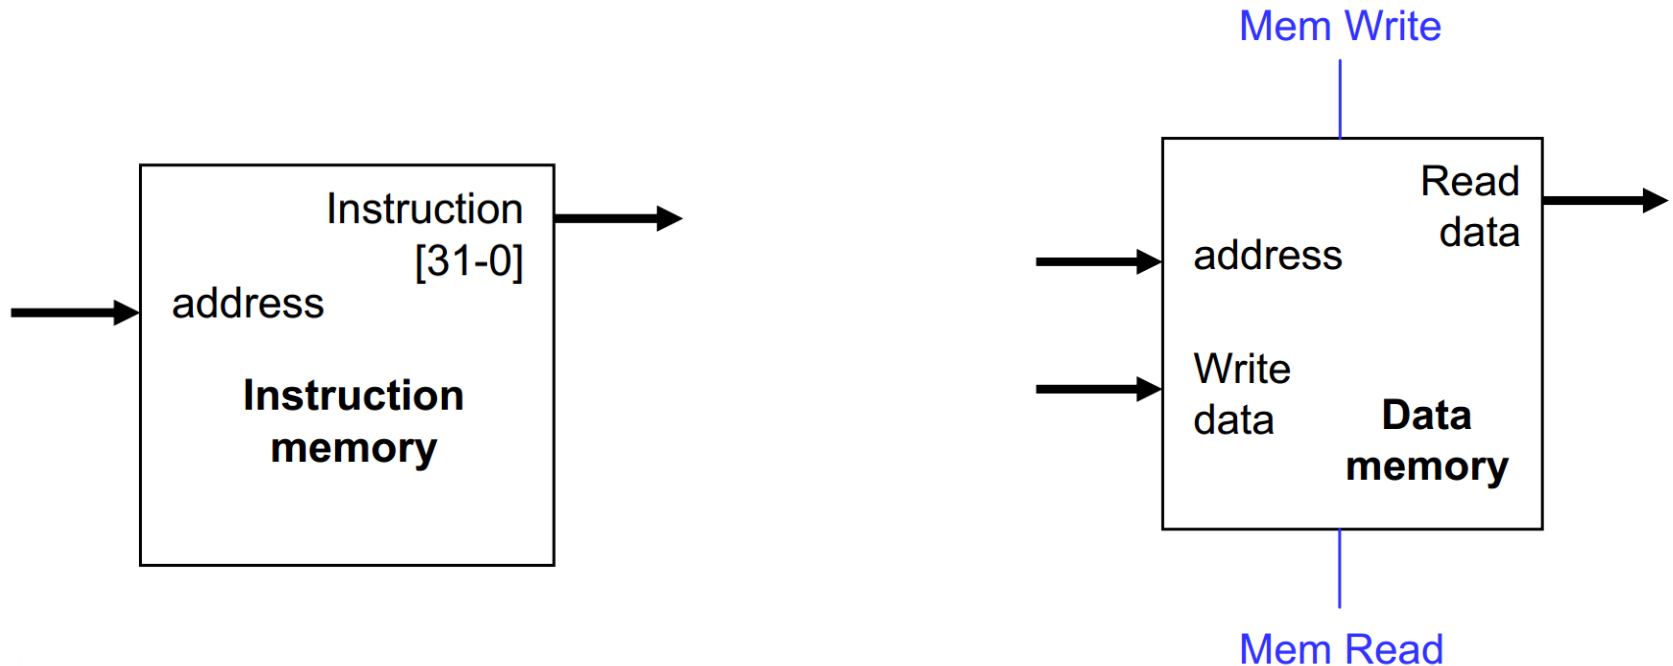 Instruction
[31-0]
address
Instruction
memory
Mem Write
Read
data
address
Write
data
Data
memory
Mem Read